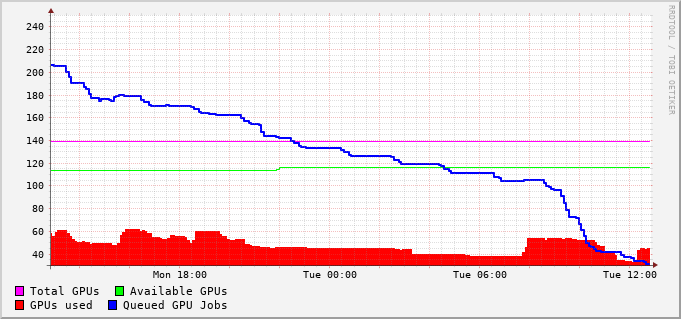 240
220
200
180
160
140
120
100
80
60
40
Mon 18:00 Tue 00:00 Tue 06:00 Tue 12:00
Total GPUs Available GPUs
GPUs used Queued GPU Jobs
RRDTOOL / TOBI OETIKER